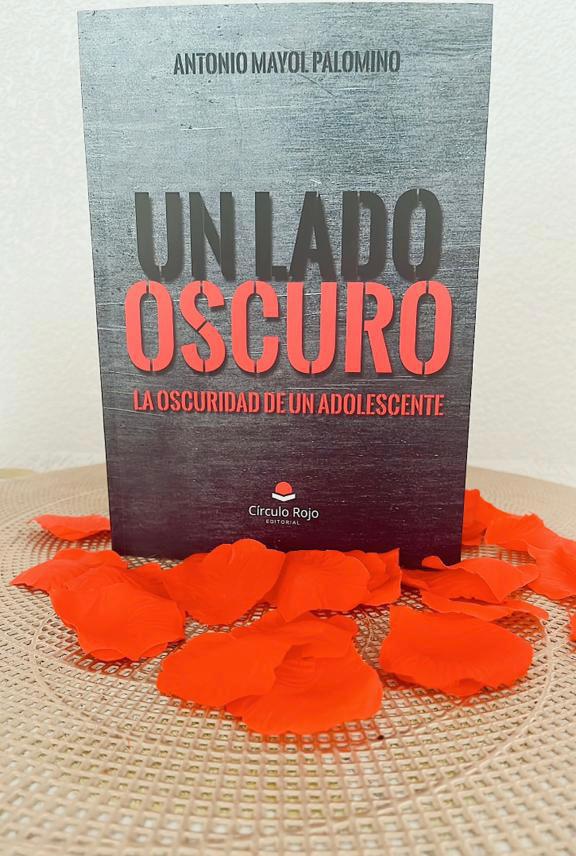 ANTONIO MAYOL PALOMINO
UN LADO
OSCURO
LA OSCURIDAD DE UN ADOLESCENTE
Círculo Rojo
EDITORIAL